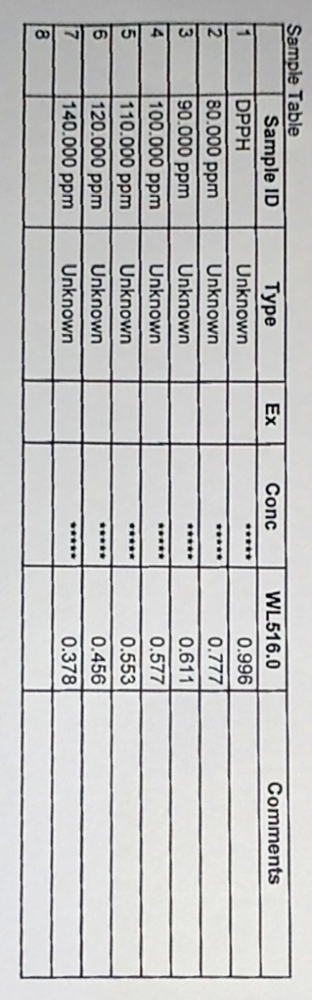 Sample Table
Sample ID Type Ex Conc WL516.0 Comments
1 DPPH Unknown ***** 0.996
2 80.000 ppm Unknown ***** 0.777
3 90.000 ppm Unknown ***** 0.611
4 100.000 ppm Unknown ***** 0.577
5 110.000 ppm Unknown ***** 0.553
6 120.000 ppm Unknown ***** 0.456
7 140.000 ppm Unknown ***** 0.378
8